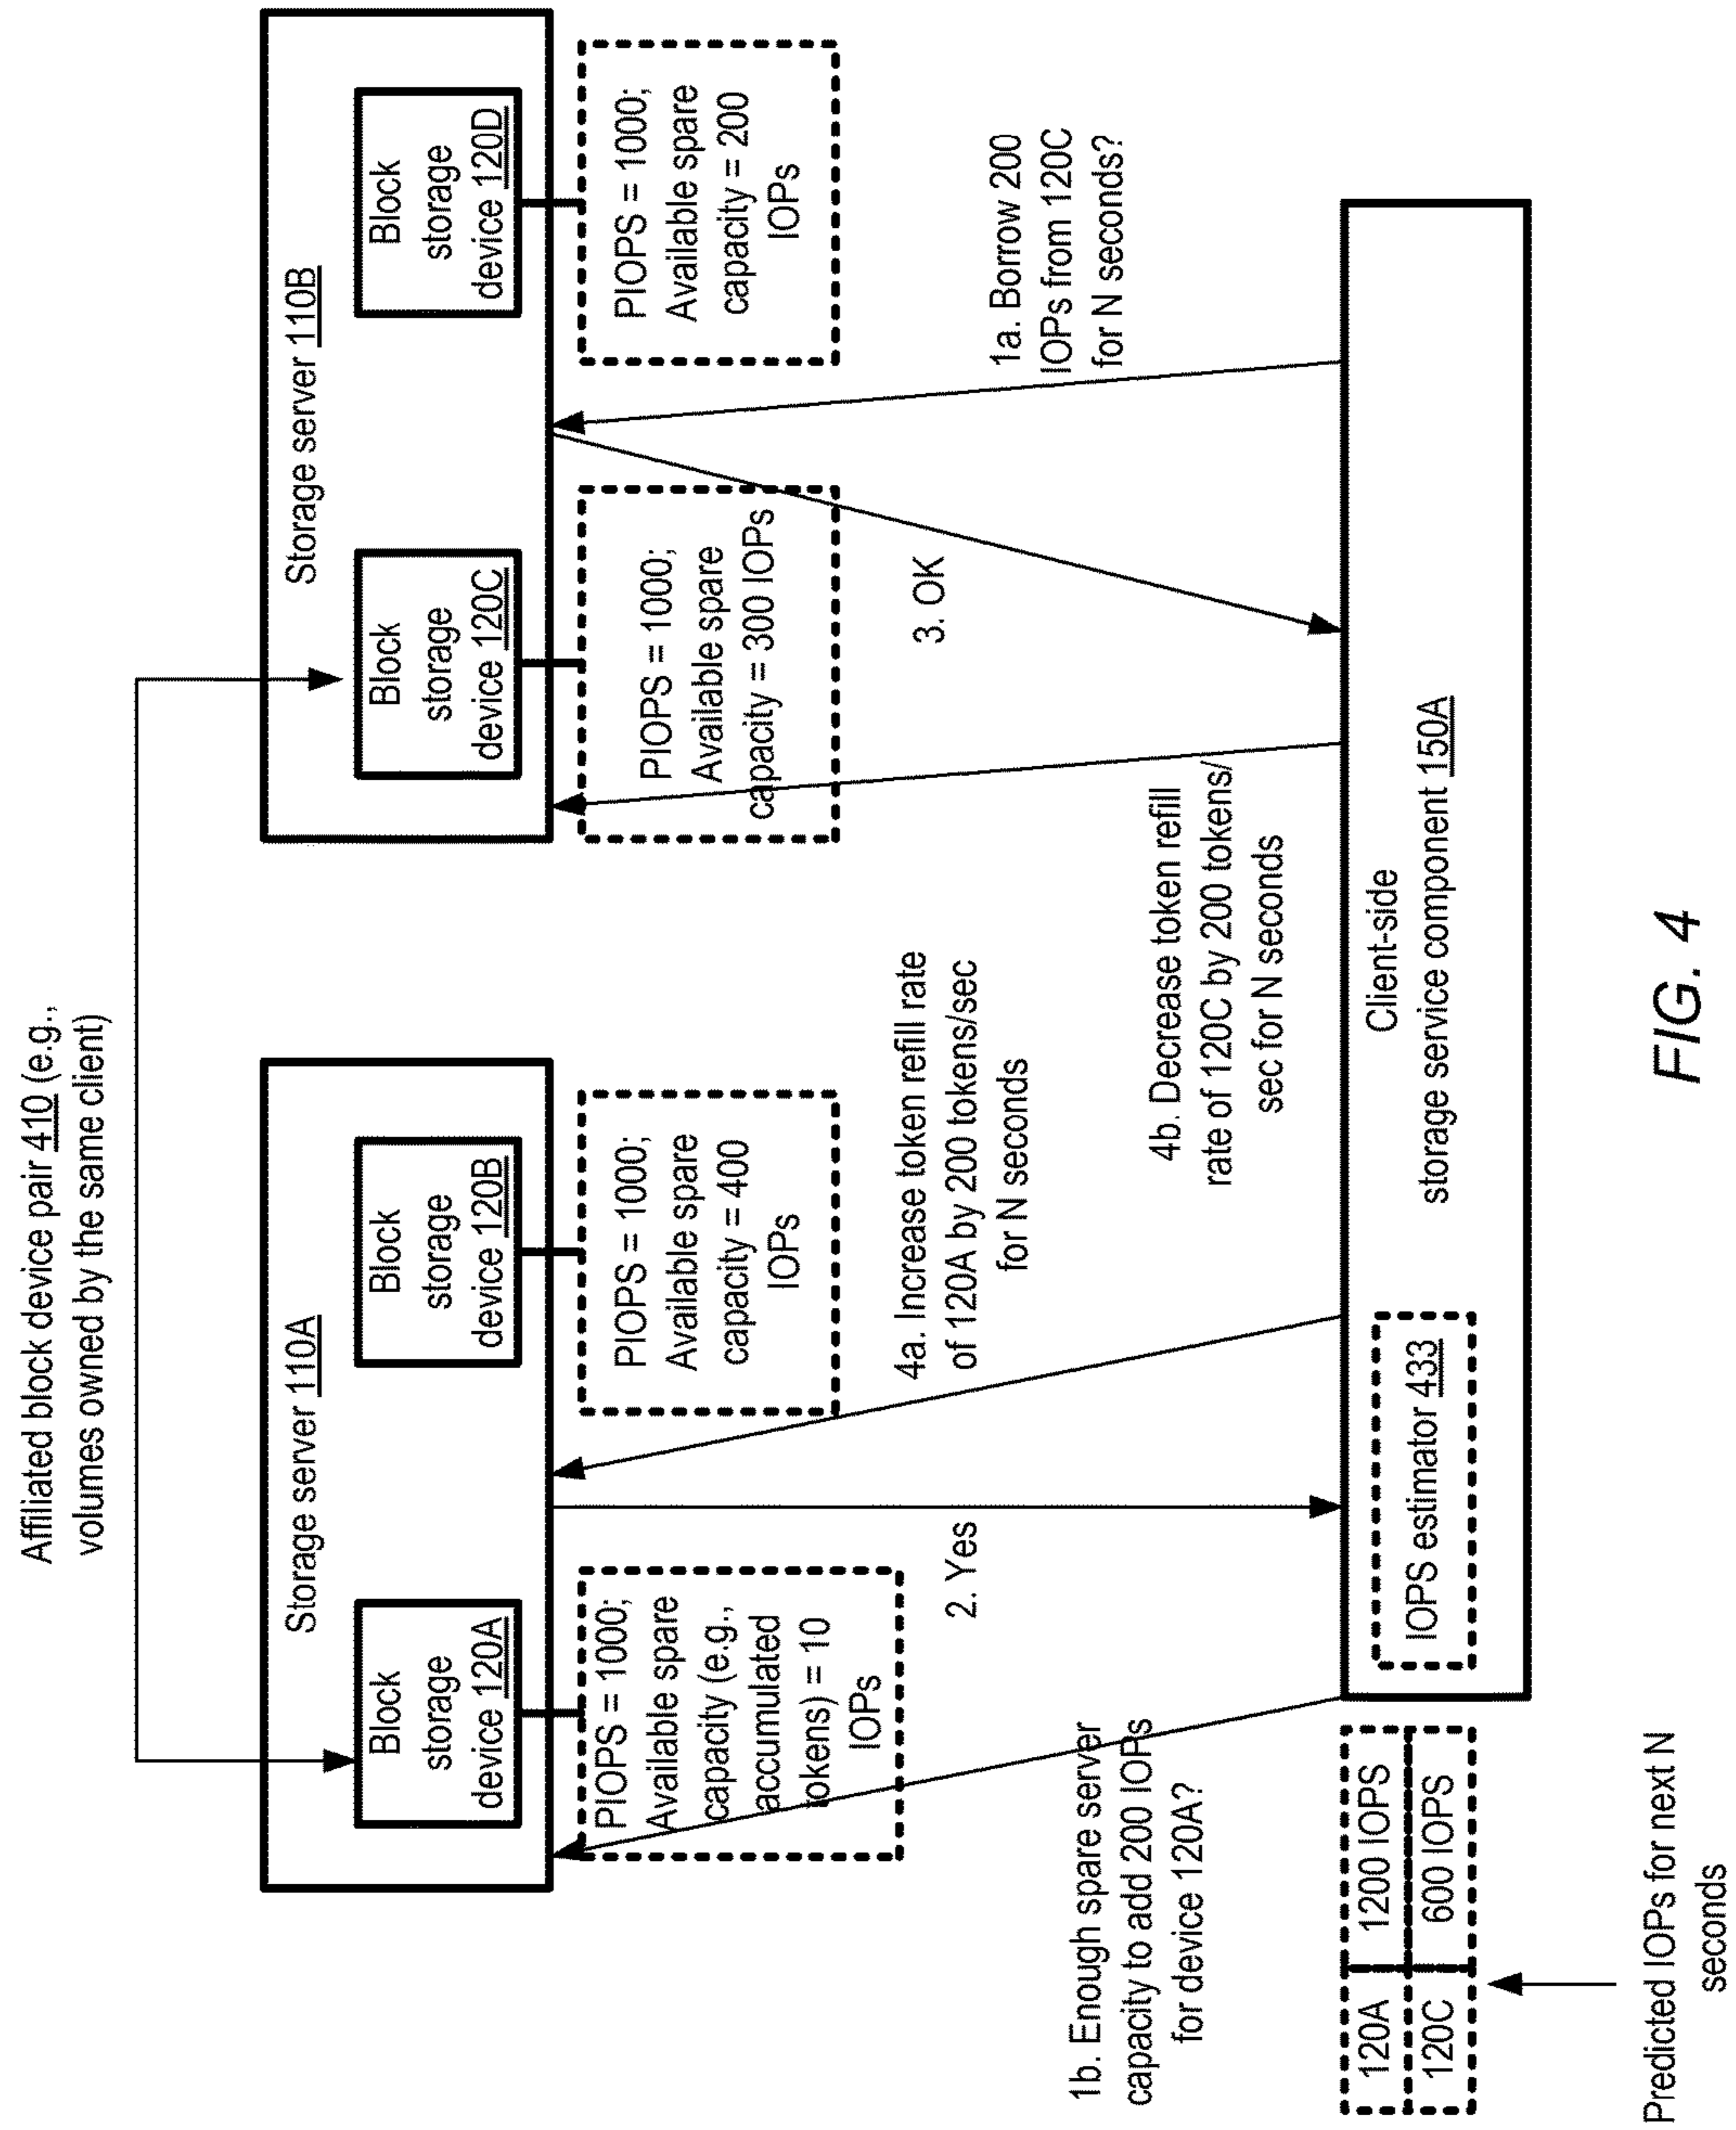 Affiliated block device pair 410 (e.g.,
volumes owned by the same client)
Storage server 110A
Block
storage
device 120A
Block
storage
device 120B
PIOPS = 1000;
Available spare
capacity (e.g.,
accumulated
tokens) = 10
IOPs
PIOPS = 1000;
Available spare
capacity = 400
IOPs
Storage server 110B
Block
storage
device 120C
Block
storage
device 120D
PIOPS = 1000;
Available spare
capacity = 300 IOPs
PIOPS = 1000;
Available spare
capacity = 200
IOPs
1b. Enough spare server
capacity to add 200 IOPs
for device 120A?
2. Yes
4a. Increase token refill rate
of 120A by 200 tokens/sec
for N seconds
4b. Decrease token refill
rate of 120C by 200 tokens/
sec for N seconds
3. OK
1a. Borrow 200
IOPs from 120C
for N seconds?
120A 1200 IOPS
120C 600 IOPS
Predicted IOPs for next N
seconds
IOPS estimator 433
Client-side
storage service component 150A
FIG. 4